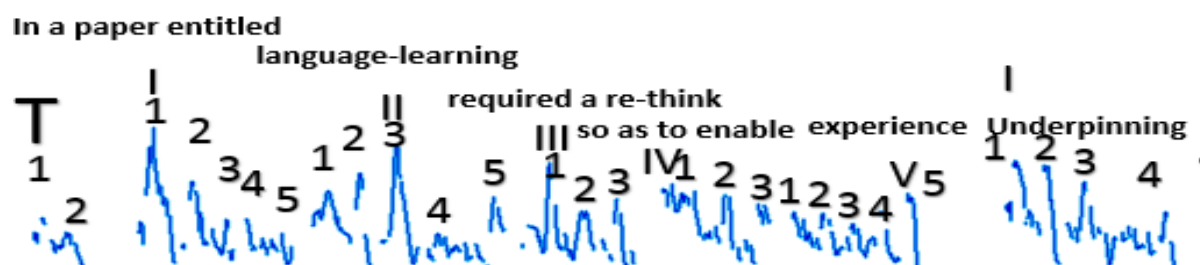 In a paper entitled
language-learning
I I
T 1 2 3 4 5 1 2 II 3 required a re-think
4 5 III so as to enable experience Underpinning
1 2 3 IV 1 2 3 1 2 3 4 V 5 1 2 3 4
1 2